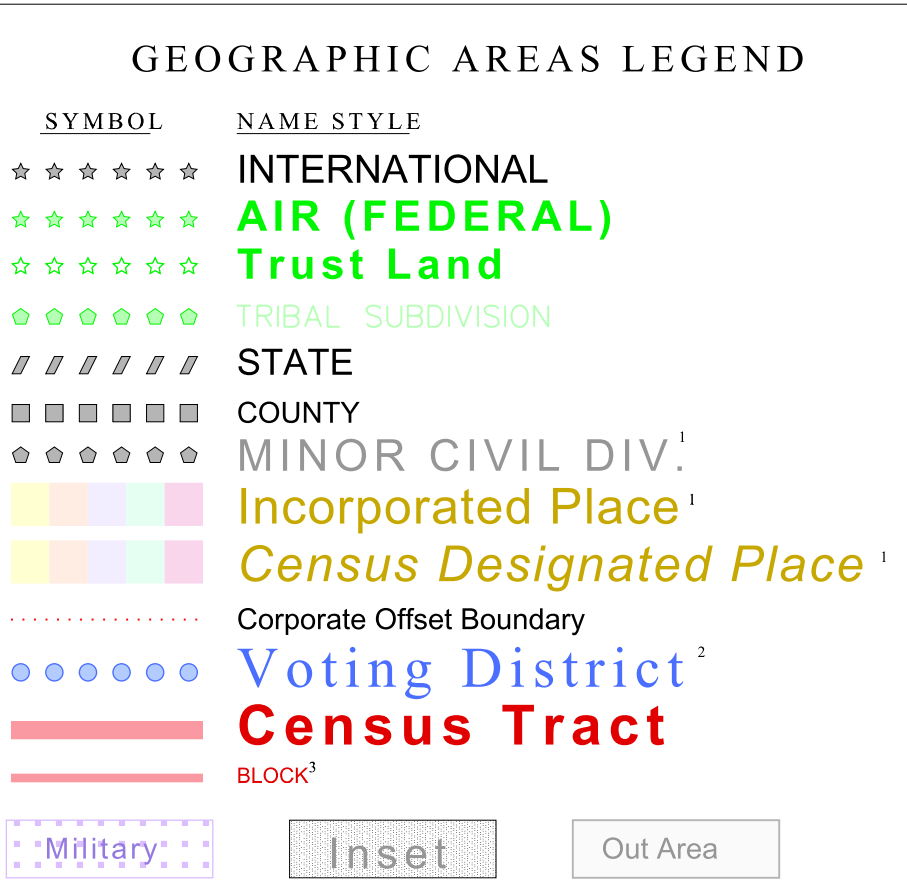 GEOGRAPHIC AREAS LEGEND
SYMBOL NAME STYLE
INTERNATIONAL
AIR (FEDERAL)
Trust Land
TRIBAL SUBDIVISION
STATE
COUNTY
MINOR CIVIL DIV.¹
Incorporated Place ¹
Census Designated Place ¹
Corporate Offset Boundary
Voting District ²
Census Tract
BLOCK³
Military Inset Out Area